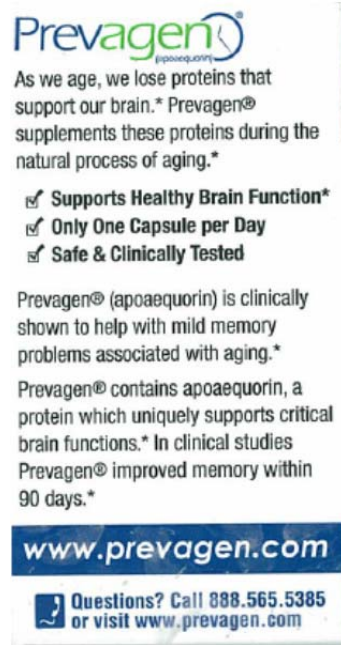 Prevagen®
(apoaequorin)
As we age, we lose proteins that
support our brain.* Prevagen®
supplements these proteins during the
natural process of aging.*
Supports Healthy Brain Function*
Only One Capsule per Day
Safe & Clinically Tested
Prevagen® (apoaequorin) is clinically
shown to help with mild memory
problems associated with aging.*
Prevagen® contains apoaequorin, a
protein which uniquely supports critical
brain functions.* In clinical studies
Prevagen® improved memory within
90 days.*
www.prevagen.com
Questions? Call 888.565.5385
or visit www.prevagen.com